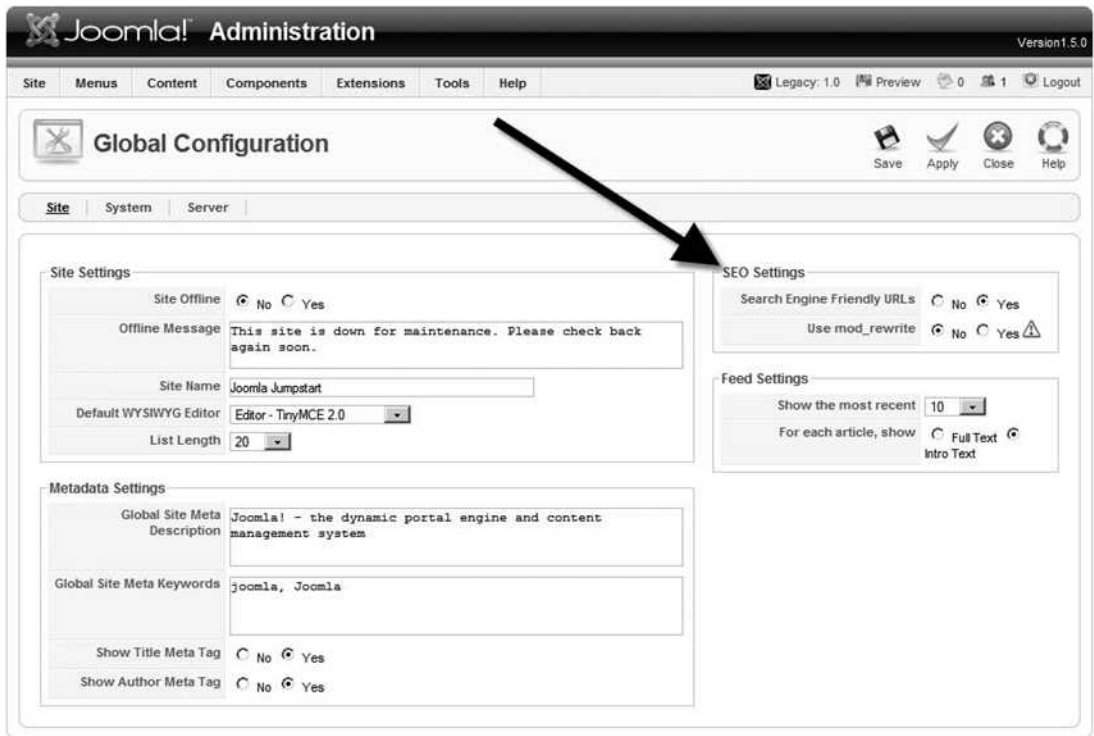 Joomla! Administration
Version1.5.0
Site Menus Content Components Extensions Tools Help Legacy: 1.0 Preview 0 1 Logout
Global Configuration
Save Apply Close Help
Site System Server
Site Settings
Site Offline No Yes
Offline Message This site is down for maintenance. Please check back
again soon.
Site Name Joomla Jumpstart
Default WYSIWYG Editor Editor - TinyMCE 2.0
List Length 20
SEO Settings
Search Engine Friendly URLs No Yes
Use mod_rewrite No Yes
Feed Settings
Show the most recent 10
For each article, show Full Text
Intro Text
Metadata Settings
Global Site Meta Joomla! - the dynamic portal engine and content
Description management system
Global Site Meta Keywords joomla, Joomla
Show Title Meta Tag No Yes
Show Author Meta Tag No Yes